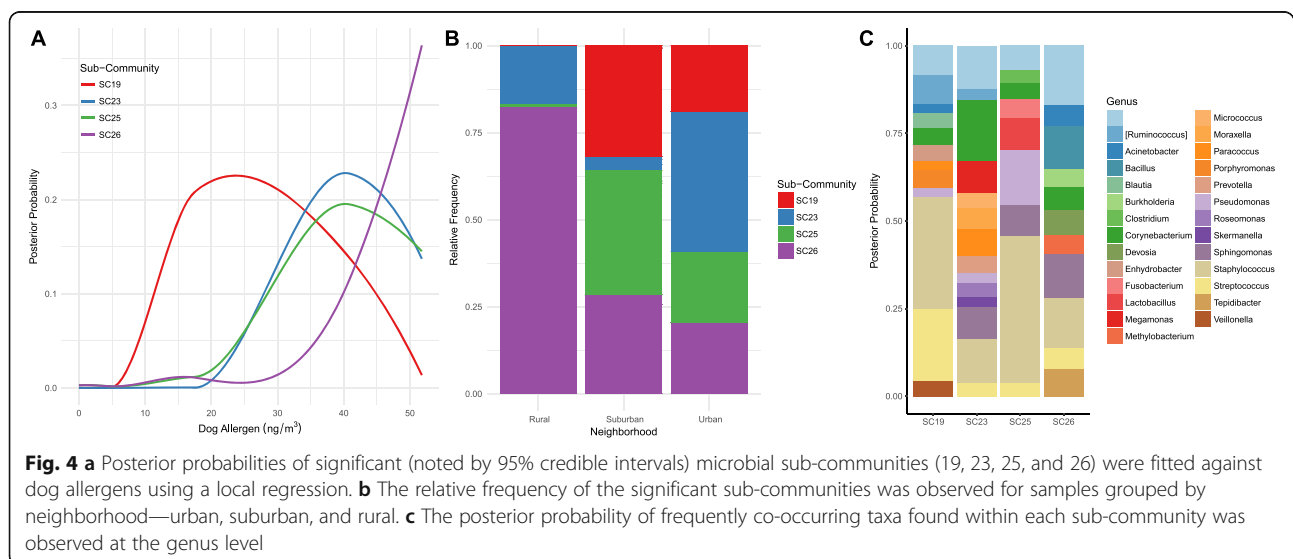 A
Sub−Community
SC19
SC23
SC25
SC26
0.3
0.2
0.1
0.0
Posterior Probability
0
10
20
30
40
50
Dog Allergen (ng/m³)
B
1.00
0.75
0.50
0.25
0.00
Relative Frequency
Rural
Suburban
Urban
Neighborhood
Sub−Community
SC19
SC23
SC25
SC26
C
1.00
0.75
0.50
0.25
0.00
Posterior Probability
SC19
SC23
SC25
SC26
Genus
[Ruminococcus]
Acinetobacter
Bacillus
Blautia
Burkholderia
Clostridium
Corynebacterium
Devosia
Enhydrobacter
Fusobacterium
Lactobacillus
Megamonas
Methylobacterium
Micrococcus
Moraxella
Paracoccus
Porphyromonas
Prevotella
Pseudomonas
Roseomonas
Skermanella
Sphingomonas
Staphylococcus
Streptococcus
Tepidibacter
Veillonella
Fig. 4 a Posterior probabilities of significant (noted by 95% credible intervals) microbial sub-communities (19, 23, 25, and 26) were fitted against
dog allergens using a local regression. b The relative frequency of the significant sub-communities was observed for samples grouped by
neighborhood—urban, suburban, and rural. c The posterior probability of frequently co-occurring taxa found within each sub-community was
observed at the genus level